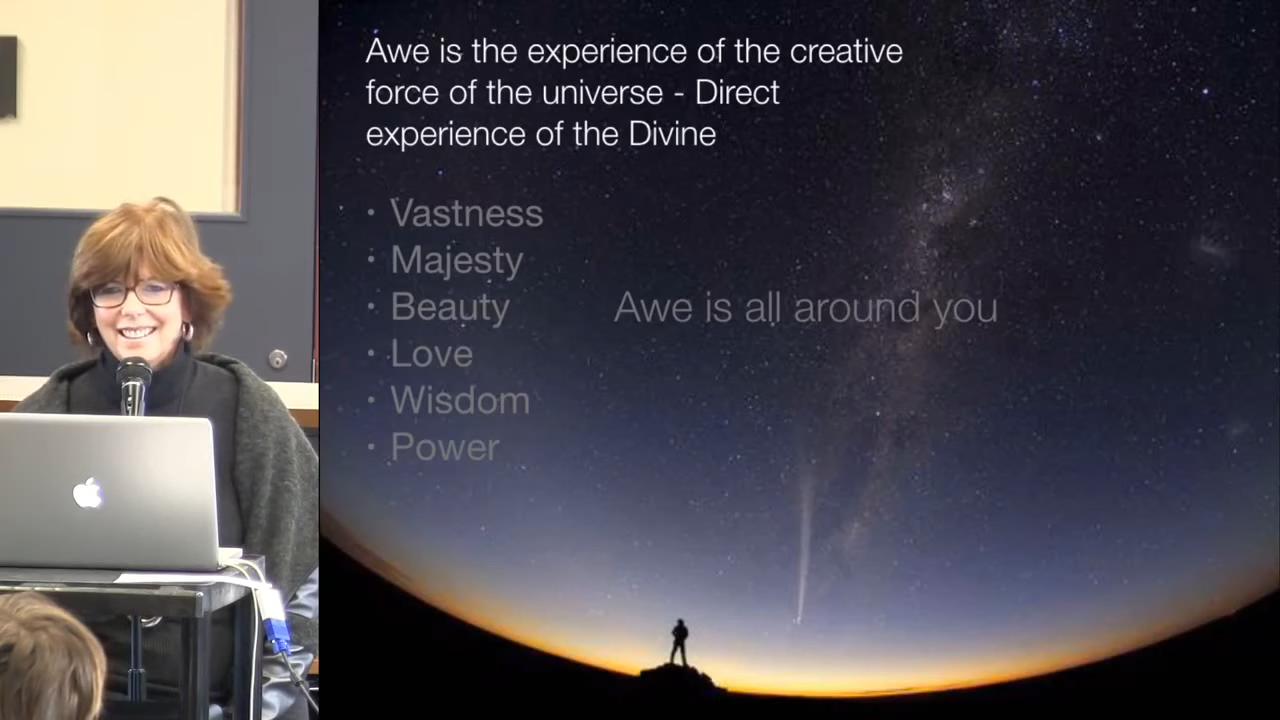 Awe is the experience of the creative
force of the universe - Direct
experience of the Divine
• Vastness
• Majesty
• Beauty
• Love
• Wisdom
• Power
Awe is all around you